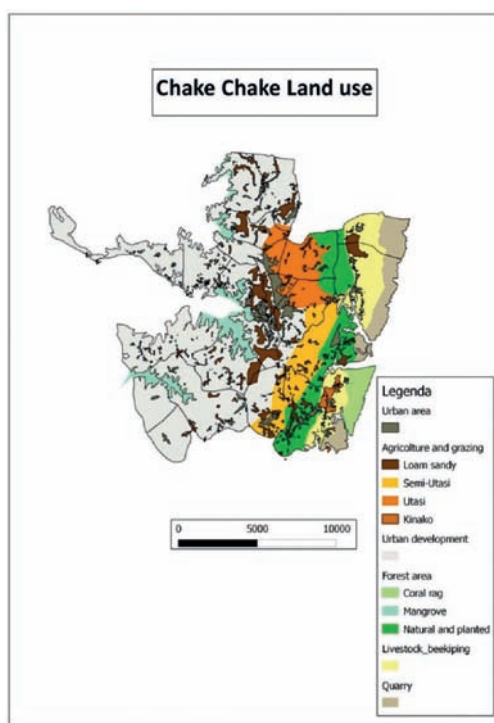 Chake Chake Land use
0 5000 10000
Legenda
Urban area
Agriculture and grazing
Loam sandy
Semi-Utasi
Utasi
Kinako
Urban development
Forest area
Coral rag
Mangrove
Natural and planted
Livestock_beekiping
Quarry